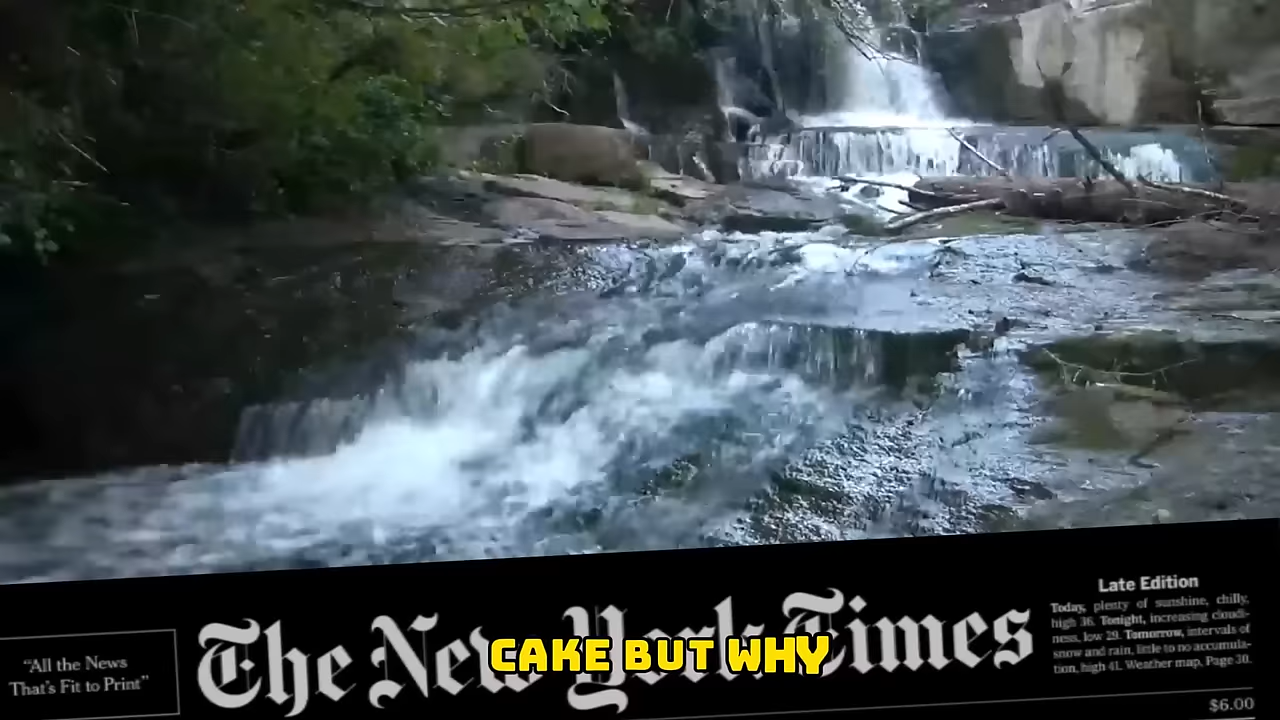 "All the News
That's Fit to Print"
The New York Times
CAKE BUT WHY
Late Edition
Today, plenty of sunshine, chilly,
high 36. Tonight, increasing cloudi-
ness, low 29. Tomorrow, intervals of
snow and rain, little to no accumula-
tion, high 41. Weather map, Page 30.
$6.00